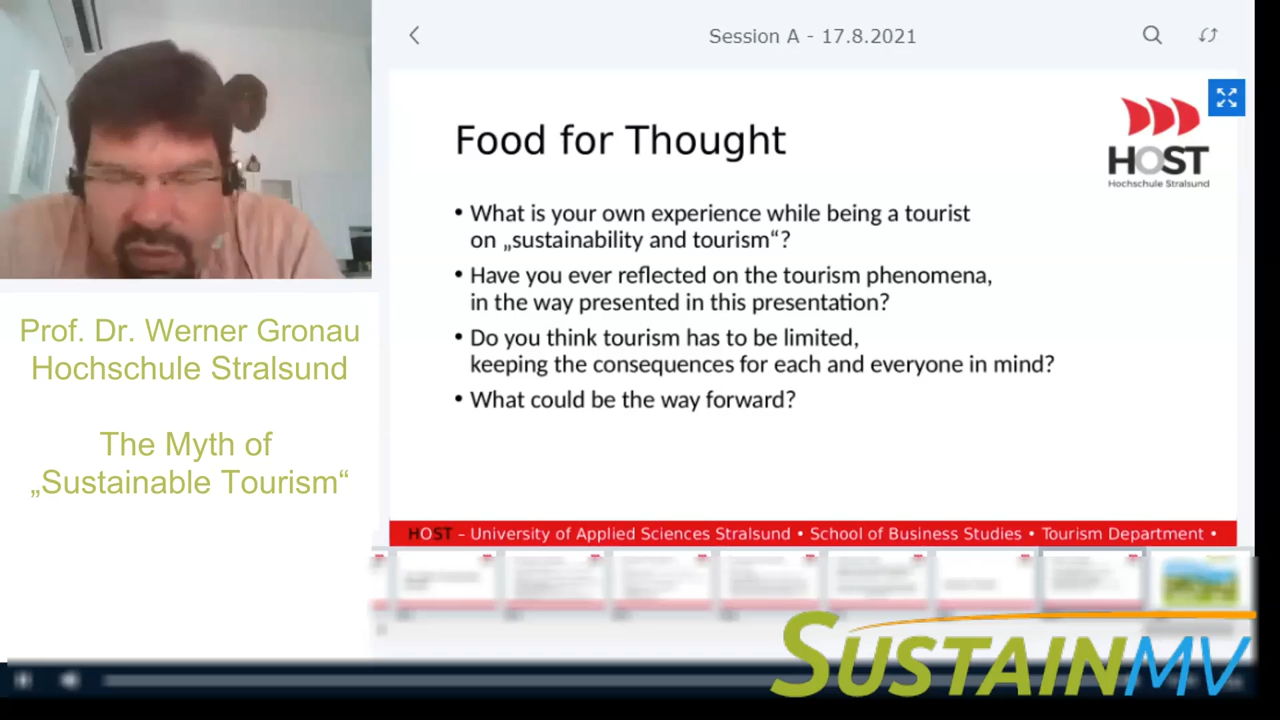 Session A - 17.8.2021
Food for Thought
HOST
Hochschule Stralsund
• What is your own experience while being a tourist
on „sustainability and tourism“?
• Have you ever reflected on the tourism phenomena,
in the way presented in this presentation?
• Do you think tourism has to be limited,
keeping the consequences for each and everyone in mind?
• What could be the way forward?
HOST – University of Applied Sciences Stralsund • School of Business Studies • Tourism Department •
Prof. Dr. Werner Gronau
Hochschule Stralsund
The Myth of
„Sustainable Tourism“
SUSTAINMV